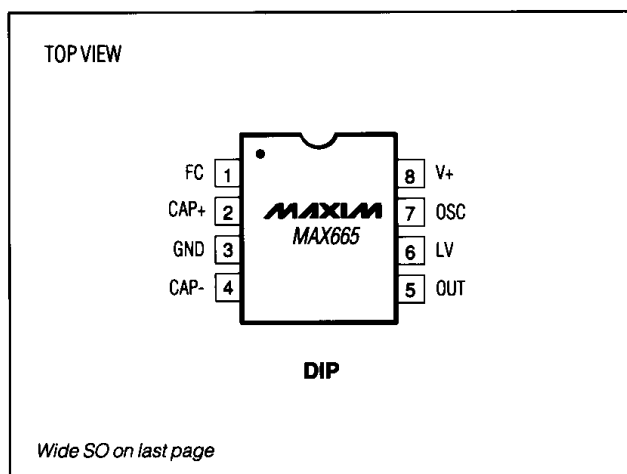 TOP VIEW
FC 1
CAP+ 2
GND 3
CAP- 4
MAXIM
MAX665
8 V+
7 OSC
6 LV
5 OUT
DIP
Wide SO on last page